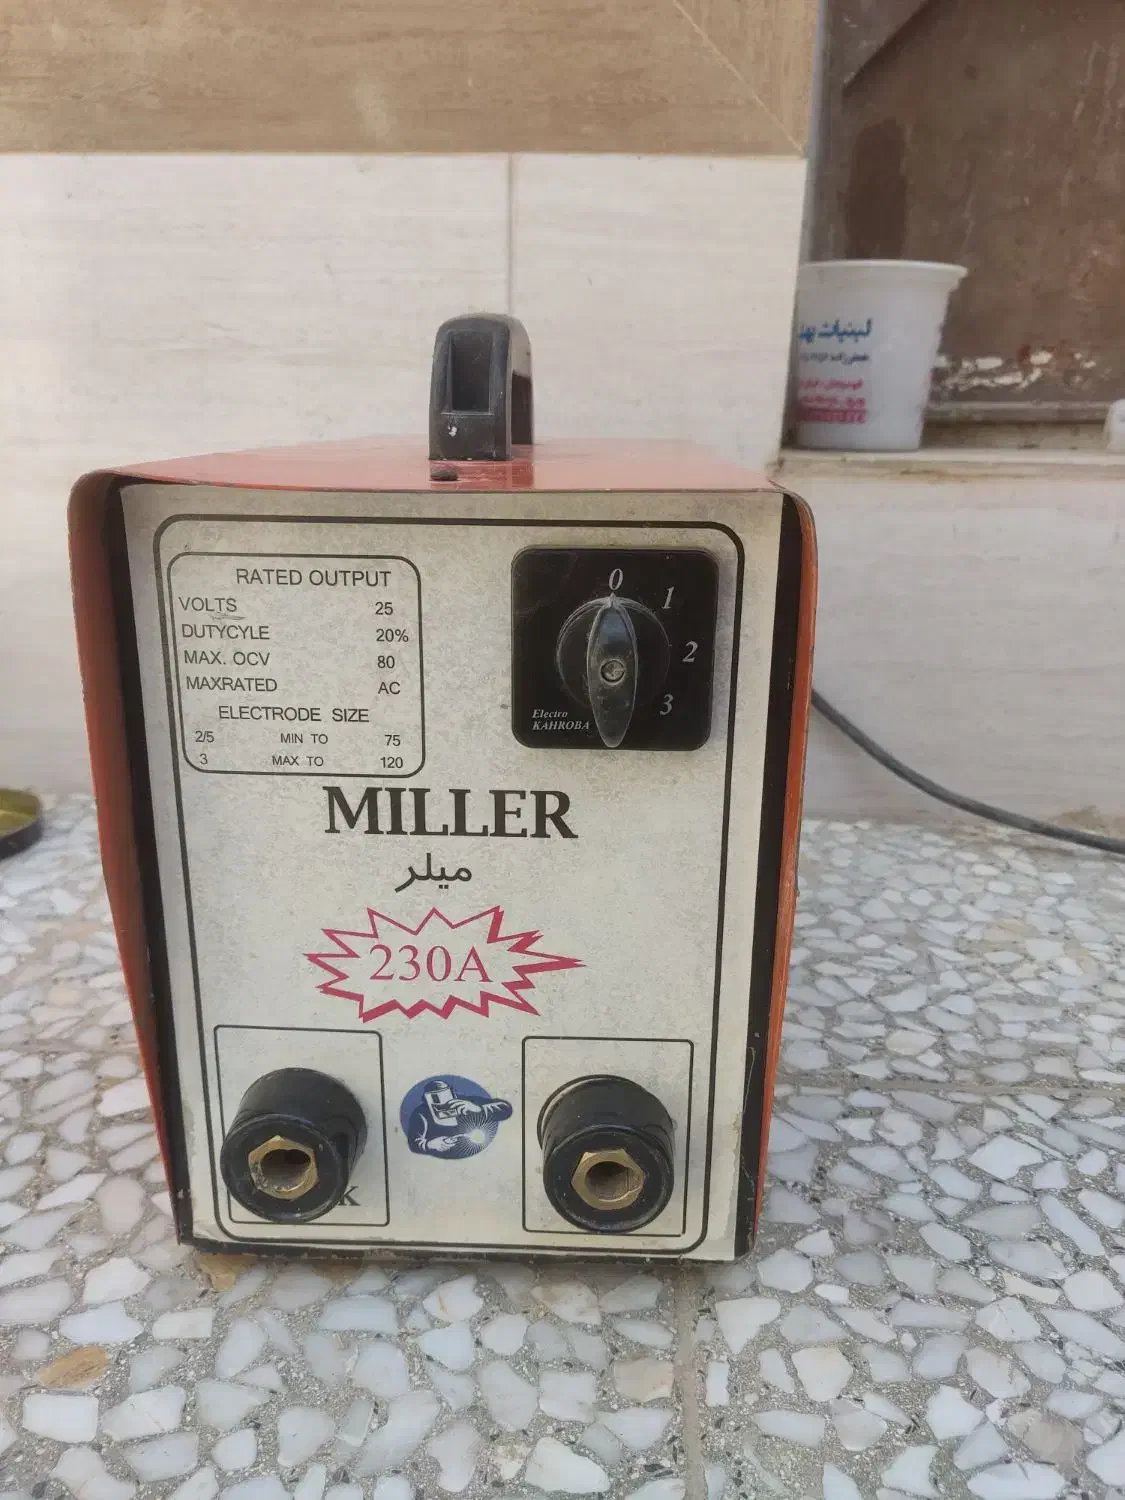 لبنیات
RATED OUTPUT
VOLTS 25
DUTYCYLE 20%
MAX. OCV 80
MAXRATED AC
ELECTRODE SIZE
2/5 MIN TO 75
3 MAX TO 120
0
1
2
3
Electro
KAHROBA
MILLER
میلر
230A
K